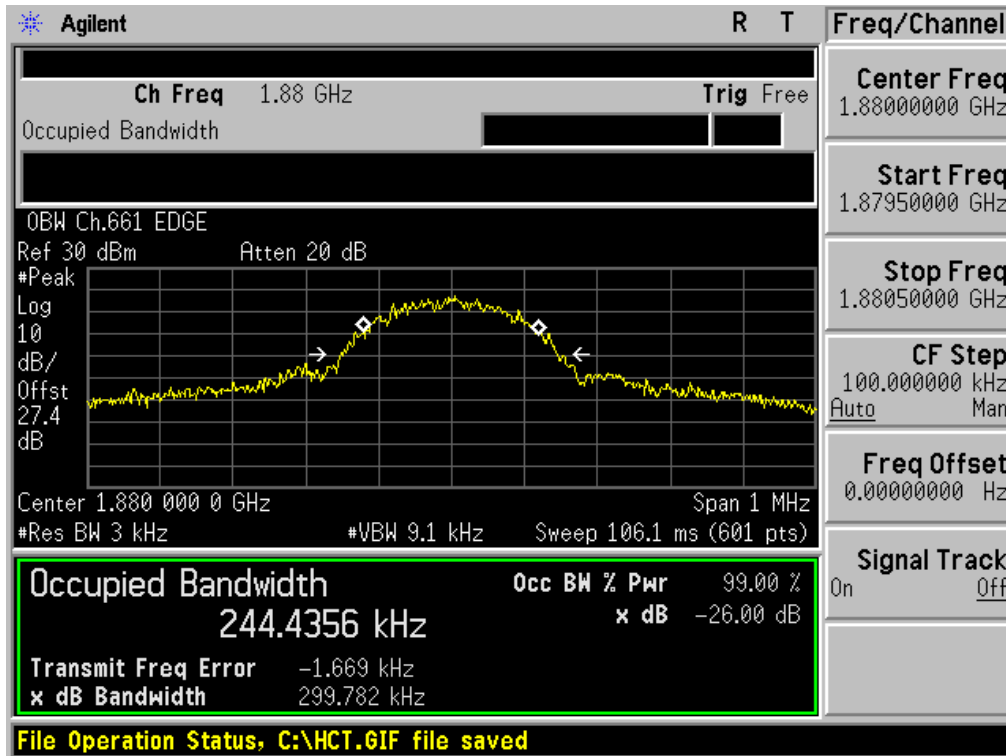 Agilent R T
Ch Freq 1.88 GHz Trig Free
Occupied Bandwidth
OBW Ch.661 EDGE
Ref 30 dBm Atten 20 dB
#Peak
Log
10
dB/
Offst
27.4
dB
Center 1.880 000 0 GHz Span 1 MHz
#Res BW 3 kHz #VBW 9.1 kHz Sweep 106.1 ms (601 pts)
Occupied Bandwidth
244.4356 kHz
Occ BW % Pwr 99.00 %
x dB -26.00 dB
Transmit Freq Error -1.669 kHz
x dB Bandwidth 299.782 kHz
File Operation Status, C:\HCT.GIF file saved
Freq/Channel
Center Freq
1.88000000 GHz
Start Freq
1.87950000 GHz
Stop Freq
1.88050000 GHz
CF Step
100.000000 kHz
Auto Man
Freq Offset
0.00000000 Hz
Signal Track
On Off